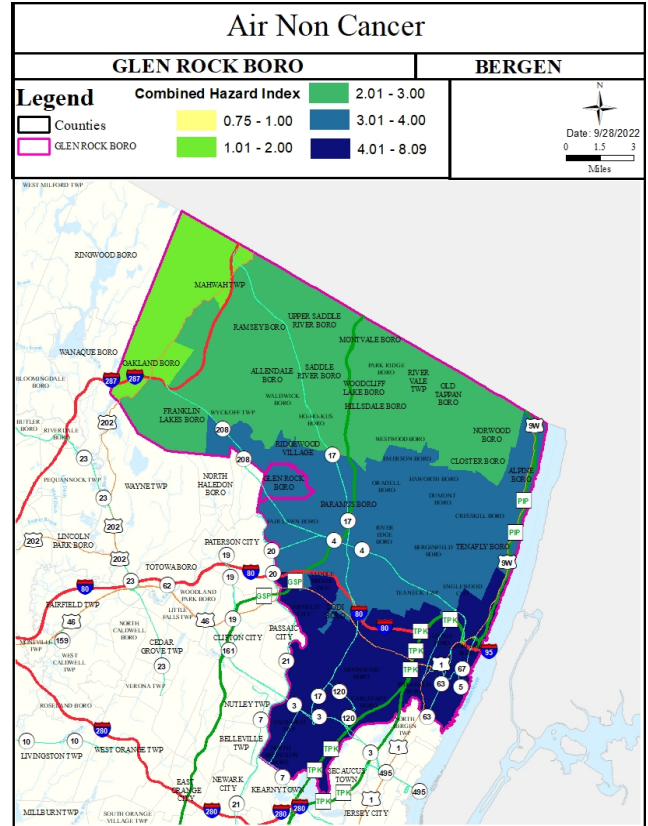 Air Non Cancer
GLEN ROCK BORO
BERGEN
Legend
Counties
GLEN ROCK BORO
Combined Hazard Index
0.75 - 1.00
1.01 - 2.00
2.01 - 3.00
3.01 - 4.00
4.01 - 8.09
N
Date: 9/28/2022
0 1.5 3
Miles
WEST MILFORD TWP
RINGWOOD BORO
MAHWAH TWP
UPPER SADDLE
RIVER BORO
RAMSEY BORO
MONTVALE BORO
WANAQUE BORO
OAKLAND BORO
SADDLE
RIVER BORO
PARK RIDGE
BORO
RIVER
VALE
TWP
ALLENDALE
BORO
WOODCLIFF
LAKE BORO
OLD
TAPPAN
BORO
BLOOMINGDALE
BORO
287
287
WALDWICK
BORO
HILLSDALE BORO
FRANKLIN
LAKES BORO
WYCKOFF TWP
HO-HO-KUS
BORO
BUTLER
BORO
RIVERDALE
BORO
202
208
NORWOOD
BORO
9W
RIDGEWOOD
VILLAGE
WESTWOOD BORO
17
23
208
EMERSON BORO
CLOSTER BORO
ALPINE
BORO
PEQUANNOCK TWP
WAYNE TWP
NORTH
HALEDON
BORO
GLEN ROCK
BORO
ORADELL
BORO
HAWORTH BORO
23
DUMONT
BORO
PIP
PARAMUS BORO
202
202
LINCOLN
PARK BORO
FAIR LAWN BORO
17
RIVER
EDGE
BORO
CRESSKILL BORO
PIP
PATERSON CITY
20
4
4
BERGENFIELD
BORO
TENAFLY BORO
19
202
TOTOWA BORO
9W
80
23
62
19
80
20
GSP
GSP
WOODLAND
PARK BORO
TEANECK TWP
ENGLEWOOD
FAIRFIELD TWP
46
LITTLE
FALLS TWP
46
19
LODI
BORO
80
80
TPK
TPK
159
NORTH
CALDWELL
BORO
CEDAR
GROVE TWP
CLIFTON CITY
161
PASSAIC
CITY
TPK
95
WEST
CALDWELL
TWP
23
21
TPK
1
67
VERONA TWP
63
5
17
120
ROSELAND BORO
NUTLEY TWP
7
3
3
120
63
NORTH
BERGEN
TWP
280
BELLEVILLE
TWP
10
10
WEST ORANGE TWP
TPK
3
1
LIVINGSTON TWP
EAST
ORANGE
CITY
NEWARK
CITY
7
KEARNY TOWN
TPK
SECAUCUS
TOWN
495
495
21
280
280
280
TPK
TPK
1
MILLBURN TWP
SOUTH ORANGE
VILLAGE TWP
JERSEY CITY